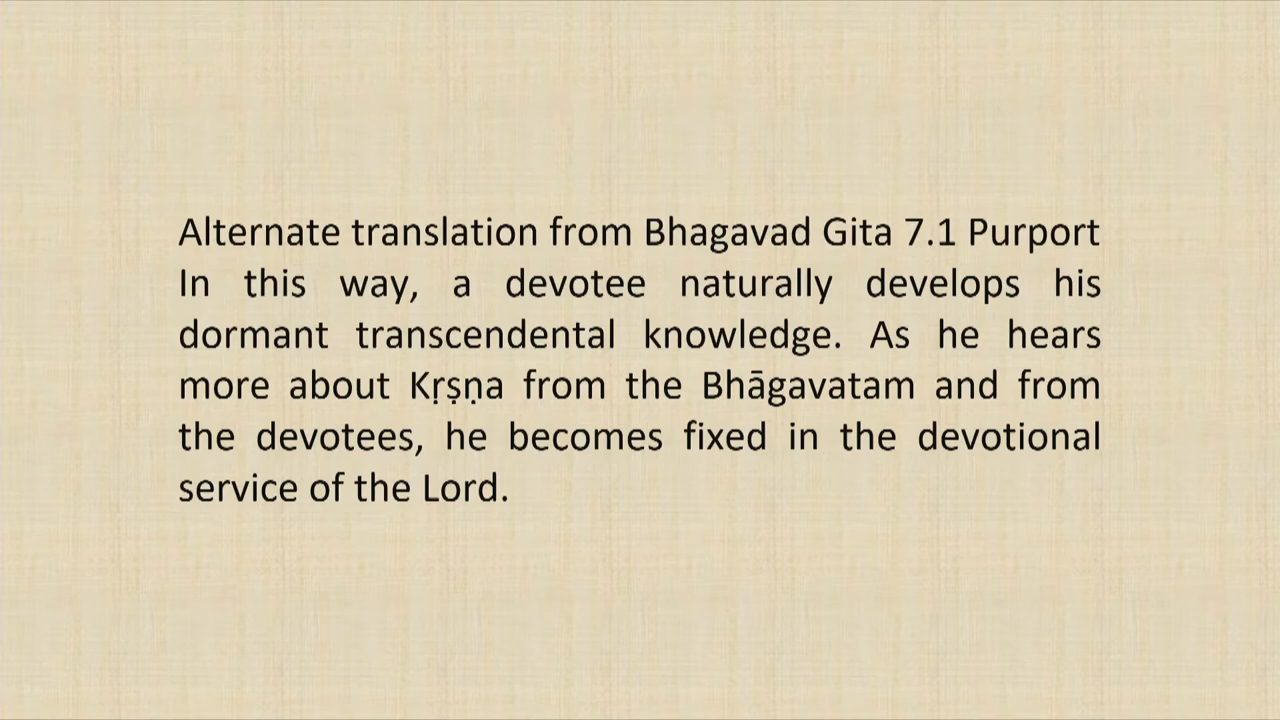 Alternate translation from Bhagavad Gita 7.1 Purport
In this way, a devotee naturally develops his
dormant transcendental knowledge. As he hears
more about Kṛṣṇa from the Bhāgavatam and from
the devotees, he becomes fixed in the devotional
service of the Lord.